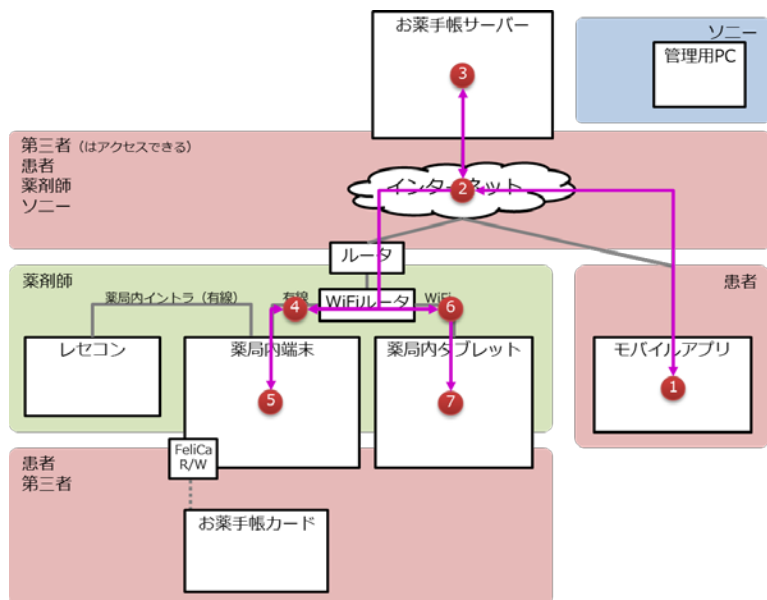 お薬手帳サーバー
3
ソニー
管理用PC
第三者（はアクセスできる）
患者
薬剤師
ソニー
インターネット
2
ルータ
薬剤師
薬局内イントラ（有線）
有線
4
WiFiルータ
WiFi
6
患者
レセコン
薬局内端末
5
薬局内タブレット
7
モバイルアプリ
1
FeliCa
R/W
患者
第三者
お薬手帳カード